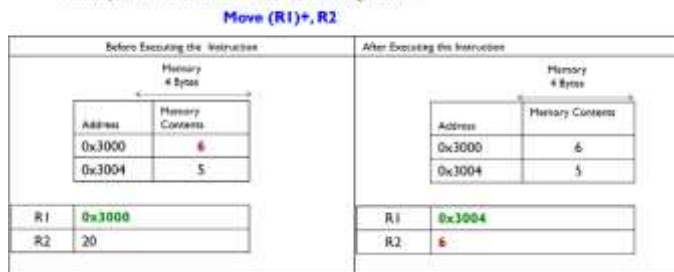 Move (R1)+, R2
Before Executing the Instruction
After Executing the Instruction
Memory
4 Bytes
Address
Memory
Contents
0x3000 6
0x3004 5
R1 0x3000
R2 20
Memory
4 Bytes
Address
Memory Contents
0x3000 6
0x3004 5
R1 0x3004
R2 6